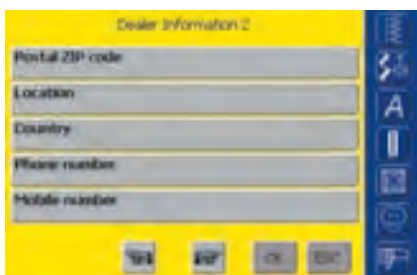 Dealer Information 2
Postal ZIP code
Location
Country
Phone number
Mobile number
OK
ESC
A